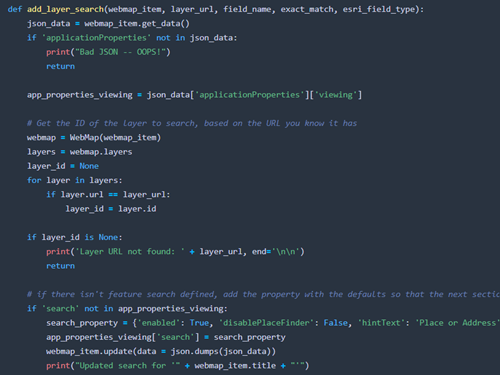 def add_layer_search(webmap_item, layer_url, field_name, exact_match, esri_field_type):
    json_data = webmap_item.get_data()
    if 'applicationProperties' not in json_data:
        print("Bad JSON -- OOPS!")
        return

    app_properties_viewing = json_data['applicationProperties']['viewing']

    # Get the ID of the layer to search, based on the URL you know it has
    webmap = WebMap(webmap_item)
    layers = webmap.layers
    layer_id = None
    for layer in layers:
        if layer.url == layer_url:
            layer_id = layer.id

    if layer_id is None:
        print('Layer URL not found: ' + layer_url, end='\n\n')
        return

    # if there isn't feature search defined, add the property with the defaults so that the next sectio
    if 'search' not in app_properties_viewing:
        search_property = {'enabled': True, 'disablePlaceFinder': False, 'hintText': 'Place or Address'
        app_properties_viewing['search'] = search_property
        webmap_item.update(data = json.dumps(json_data))
        print("Updated search for '" + webmap_item.title + "'")